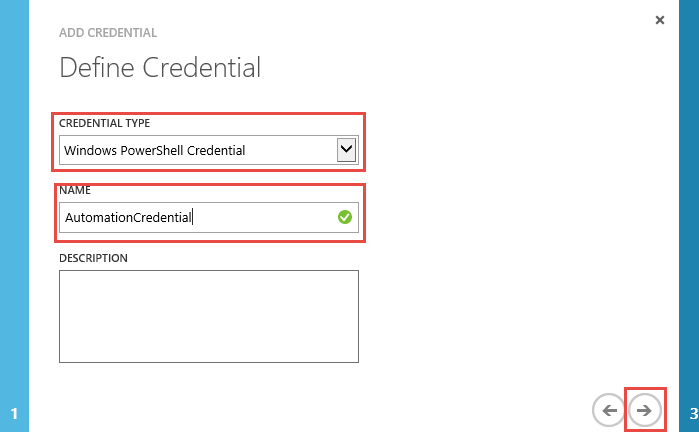 ADD CREDENTIAL
Define Credential
CREDENTIAL TYPE
Windows PowerShell Credential
NAME
AutomationCredential
DESCRIPTION
1
3